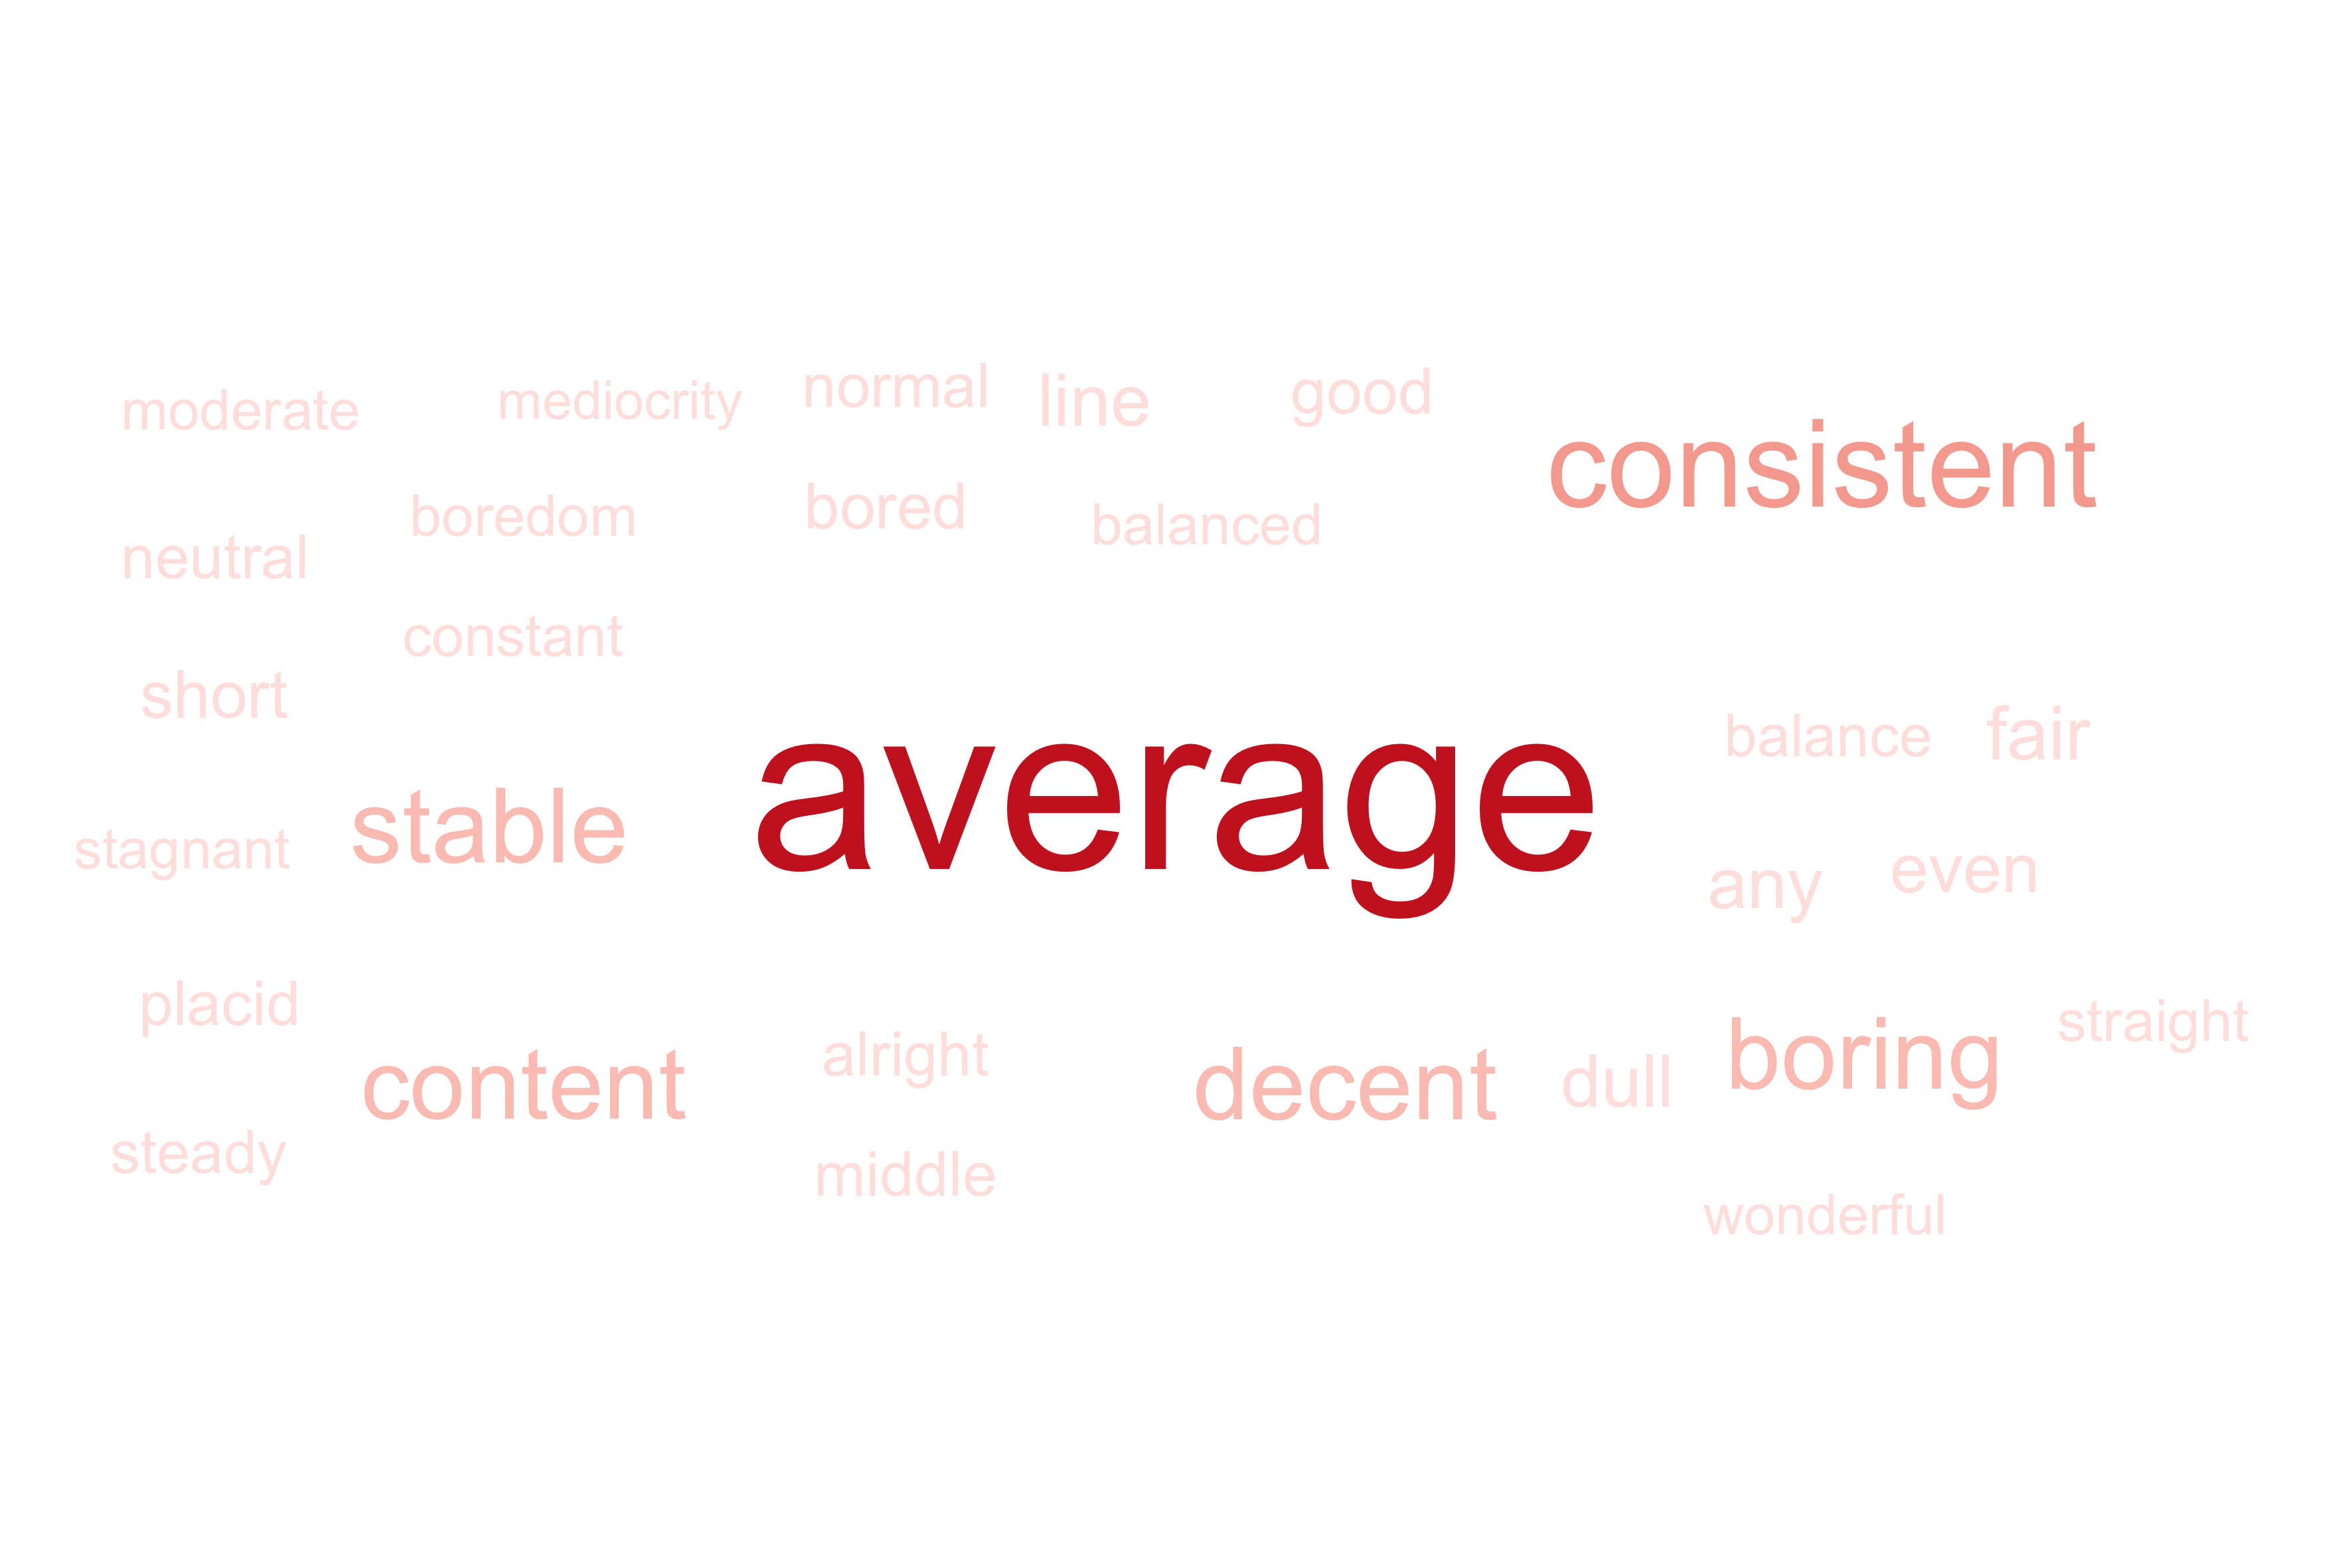 moderate
mediocrity
normal
line
good
consistent
boredom
bored
balanced
neutral
constant
short
balance
fair
stable
average
stagnant
any
even
placid
content
alright
decent
dull
boring
straight
steady
middle
wonderful